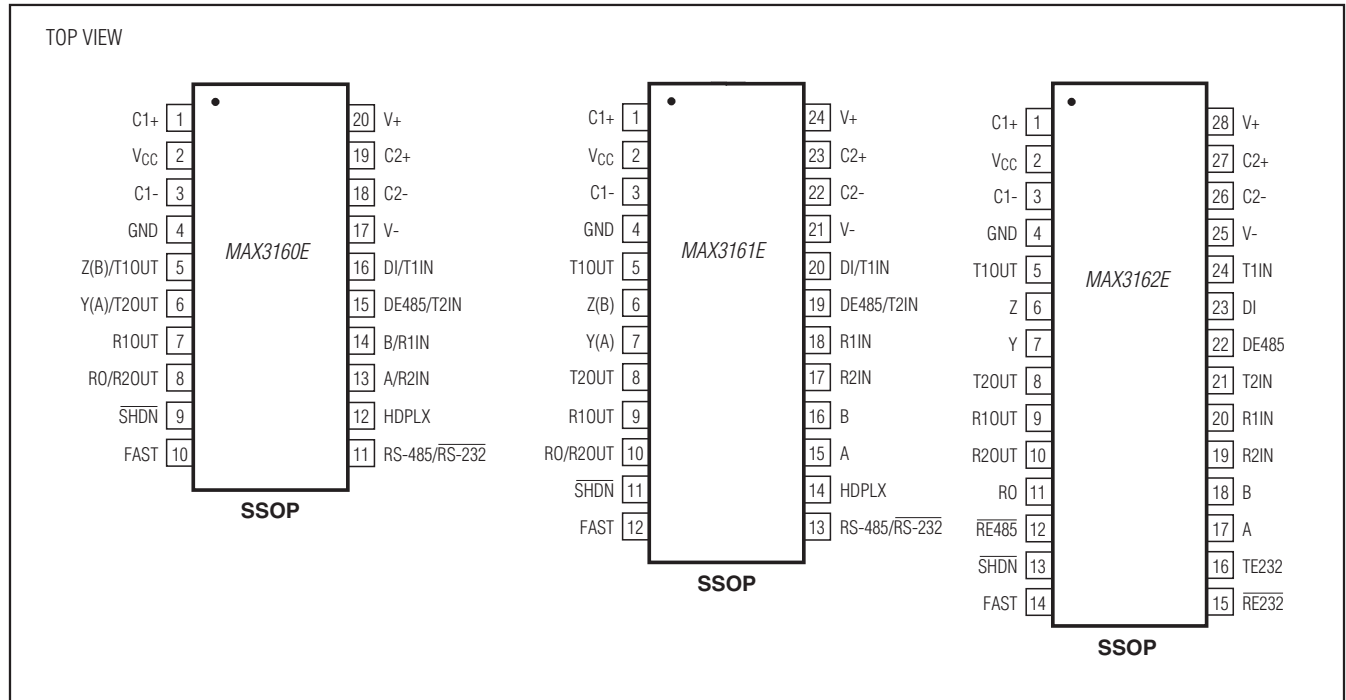 TOP VIEW
C1+ 1
VCC 2
C1- 3
GND 4
Z(B)/T1OUT 5
Y(A)/T2OUT 6
R1OUT 7
RO/R2OUT 8
SHDN 9
FAST 10
20 V+
19 C2+
18 C2-
17 V-
16 DI/T1IN
15 DE485/T2IN
14 B/R1IN
13 A/R2IN
12 HDPLX
11 RS-485/RS-232
MAX3160E
SSOP
C1+ 1
VCC 2
C1- 3
GND 4
T1OUT 5
Z(B) 6
Y(A) 7
T2OUT 8
R1OUT 9
RO/R2OUT 10
SHDN 11
FAST 12
24 V+
23 C2+
22 C2-
21 V-
20 DI/T1IN
19 DE485/T2IN
18 R1IN
17 R2IN
16 B
15 A
14 HDPLX
13 RS-485/RS-232
MAX3161E
SSOP
C1+ 1
VCC 2
C1- 3
GND 4
T1OUT 5
Z 6
Y 7
T2OUT 8
R1OUT 9
R2OUT 10
RO 11
RE485 12
SHDN 13
FAST 14
28 V+
27 C2+
26 C2-
25 V-
24 T1IN
23 DI
22 DE485
21 T2IN
20 R1IN
19 R2IN
18 B
17 A
16 TE232
15 RE232
MAX3162E
SSOP